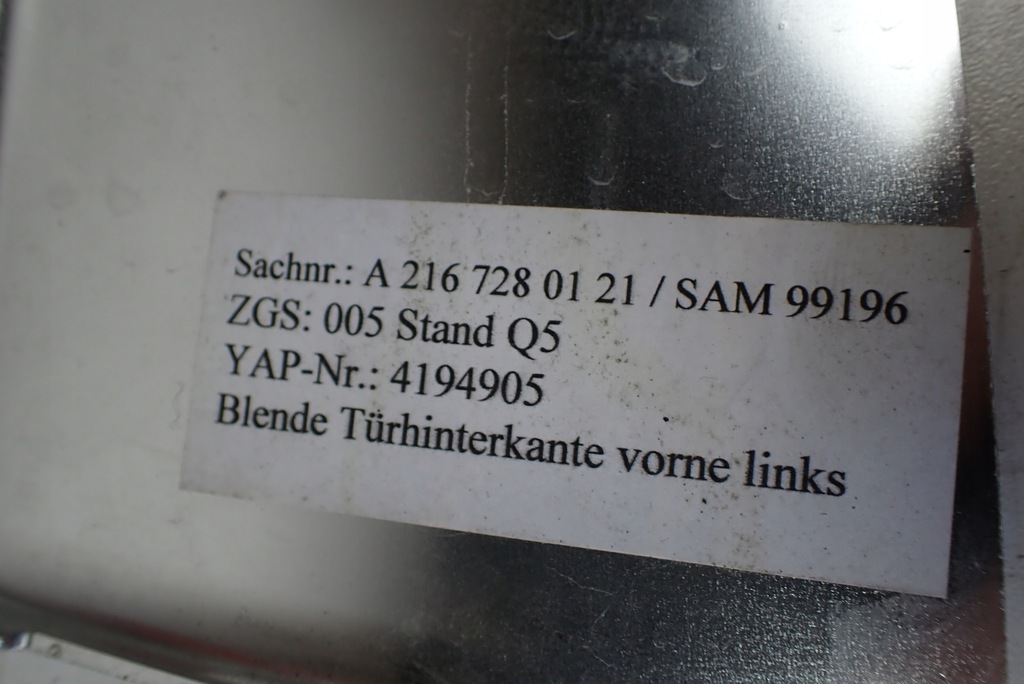 Sachnr.: A 216 728 01 21 / SAM 99196
ZGS: 005 Stand Q5
YAP-Nr.: 4194905
Blende Türhinterkante vorne links